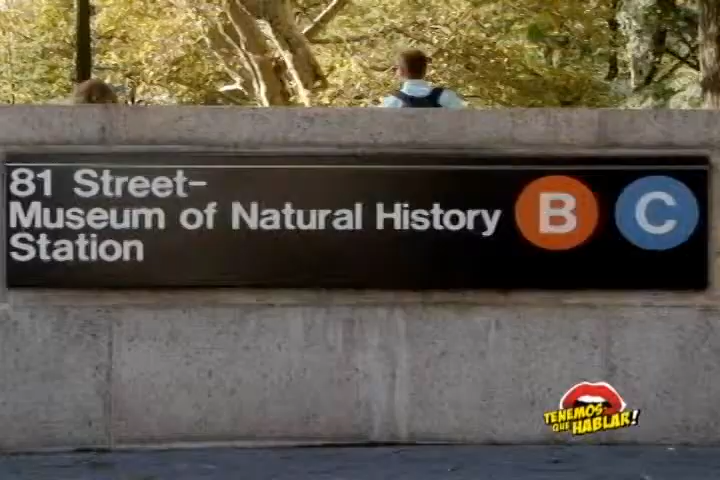 81 Street-
Museum of Natural History
Station
B C
TENEMOS
QUE HABLAR!